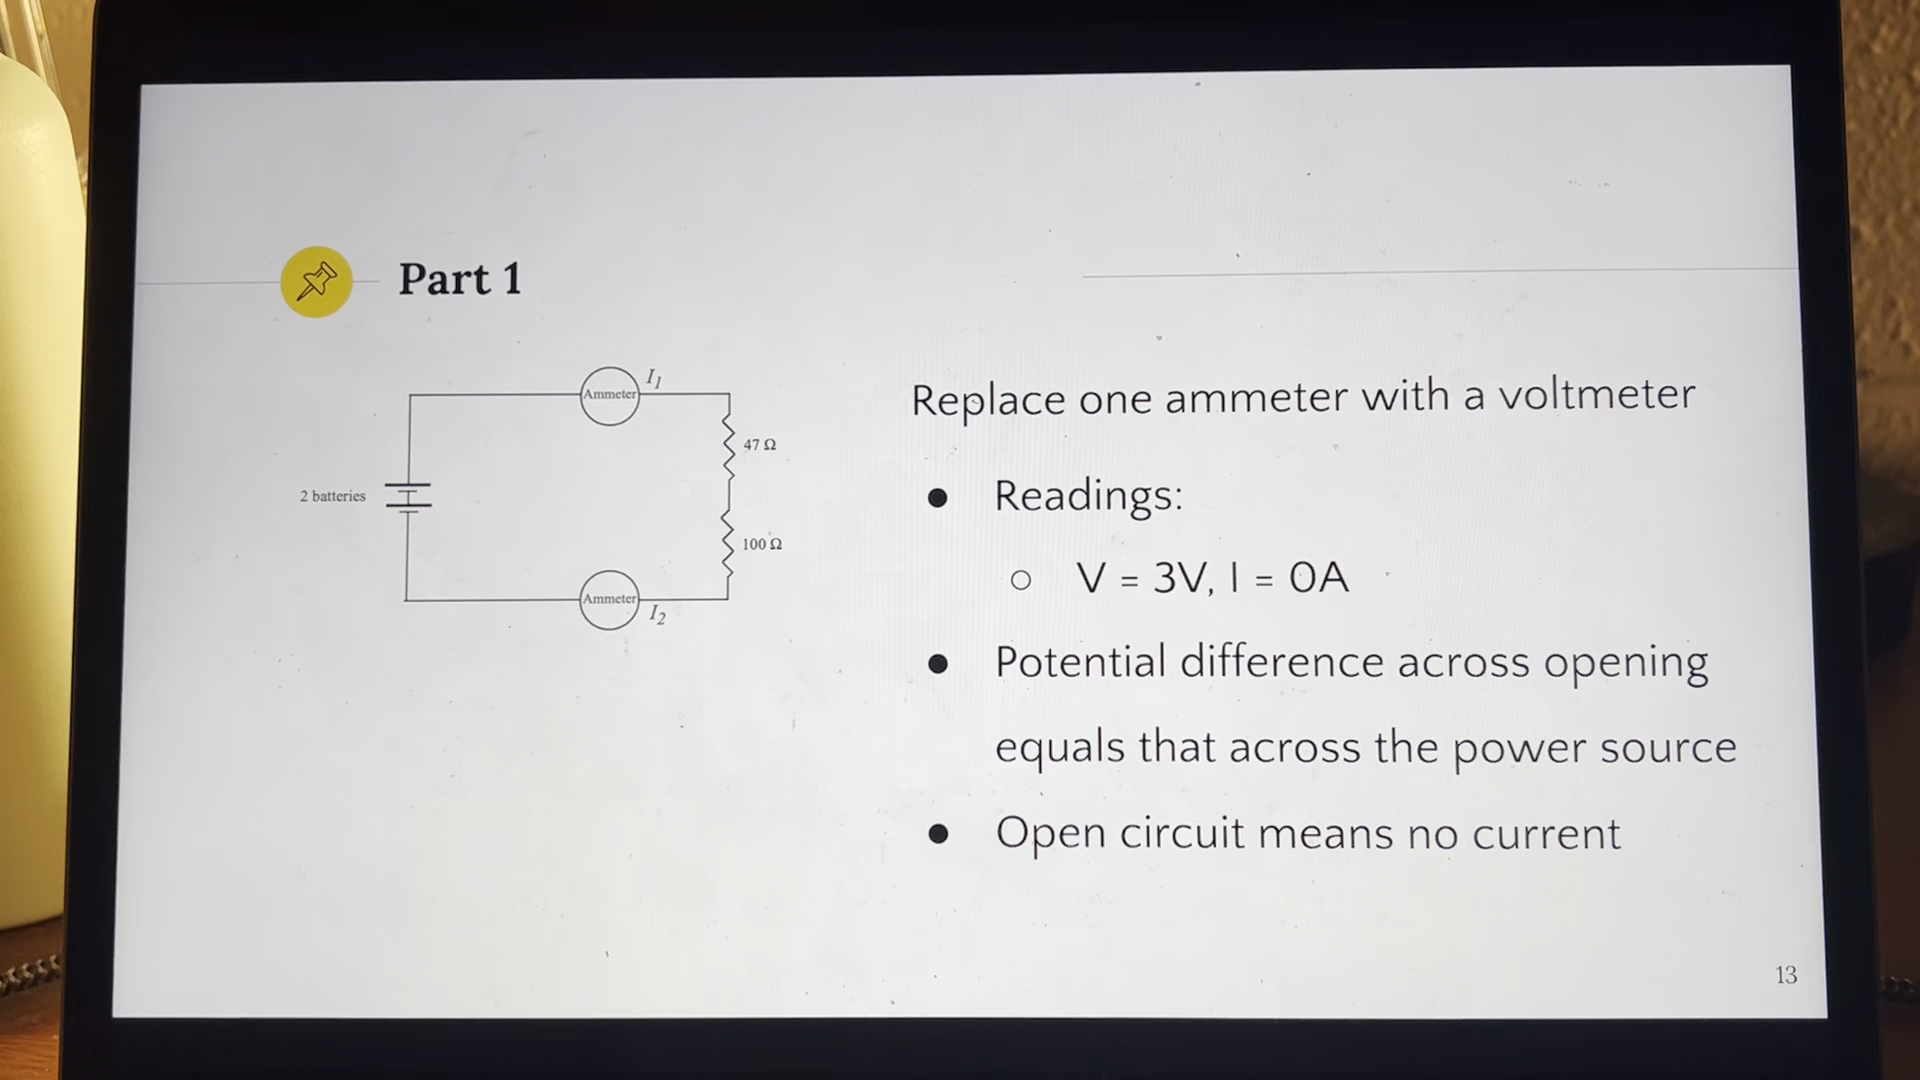 Part 1
Ammeter I₁
47 Ω
2 batteries
100 Ω
Ammeter I₂
Replace one ammeter with a voltmeter
● Readings:
○ V = 3V, I = 0A
● Potential difference across opening
equals that across the power source
● Open circuit means no current
13